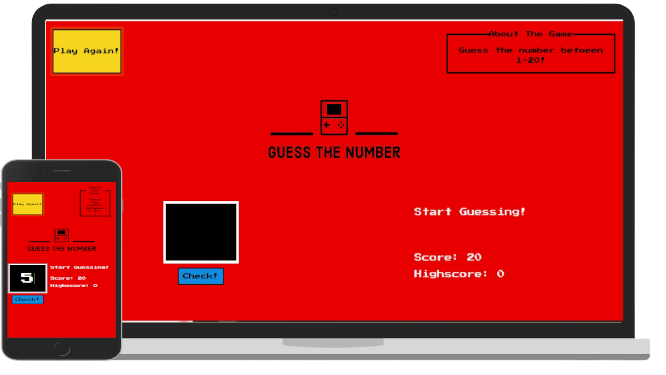 Play Again!
About The Game
Guess the number between
1-20!
GUESS THE NUMBER
Start Guessing!
Score: 20
Highscore: 0
Check!
Play Again!
GUESS THE NUMBER
Start Guessing!
5
Score: 20
Highscore: 0
Check!